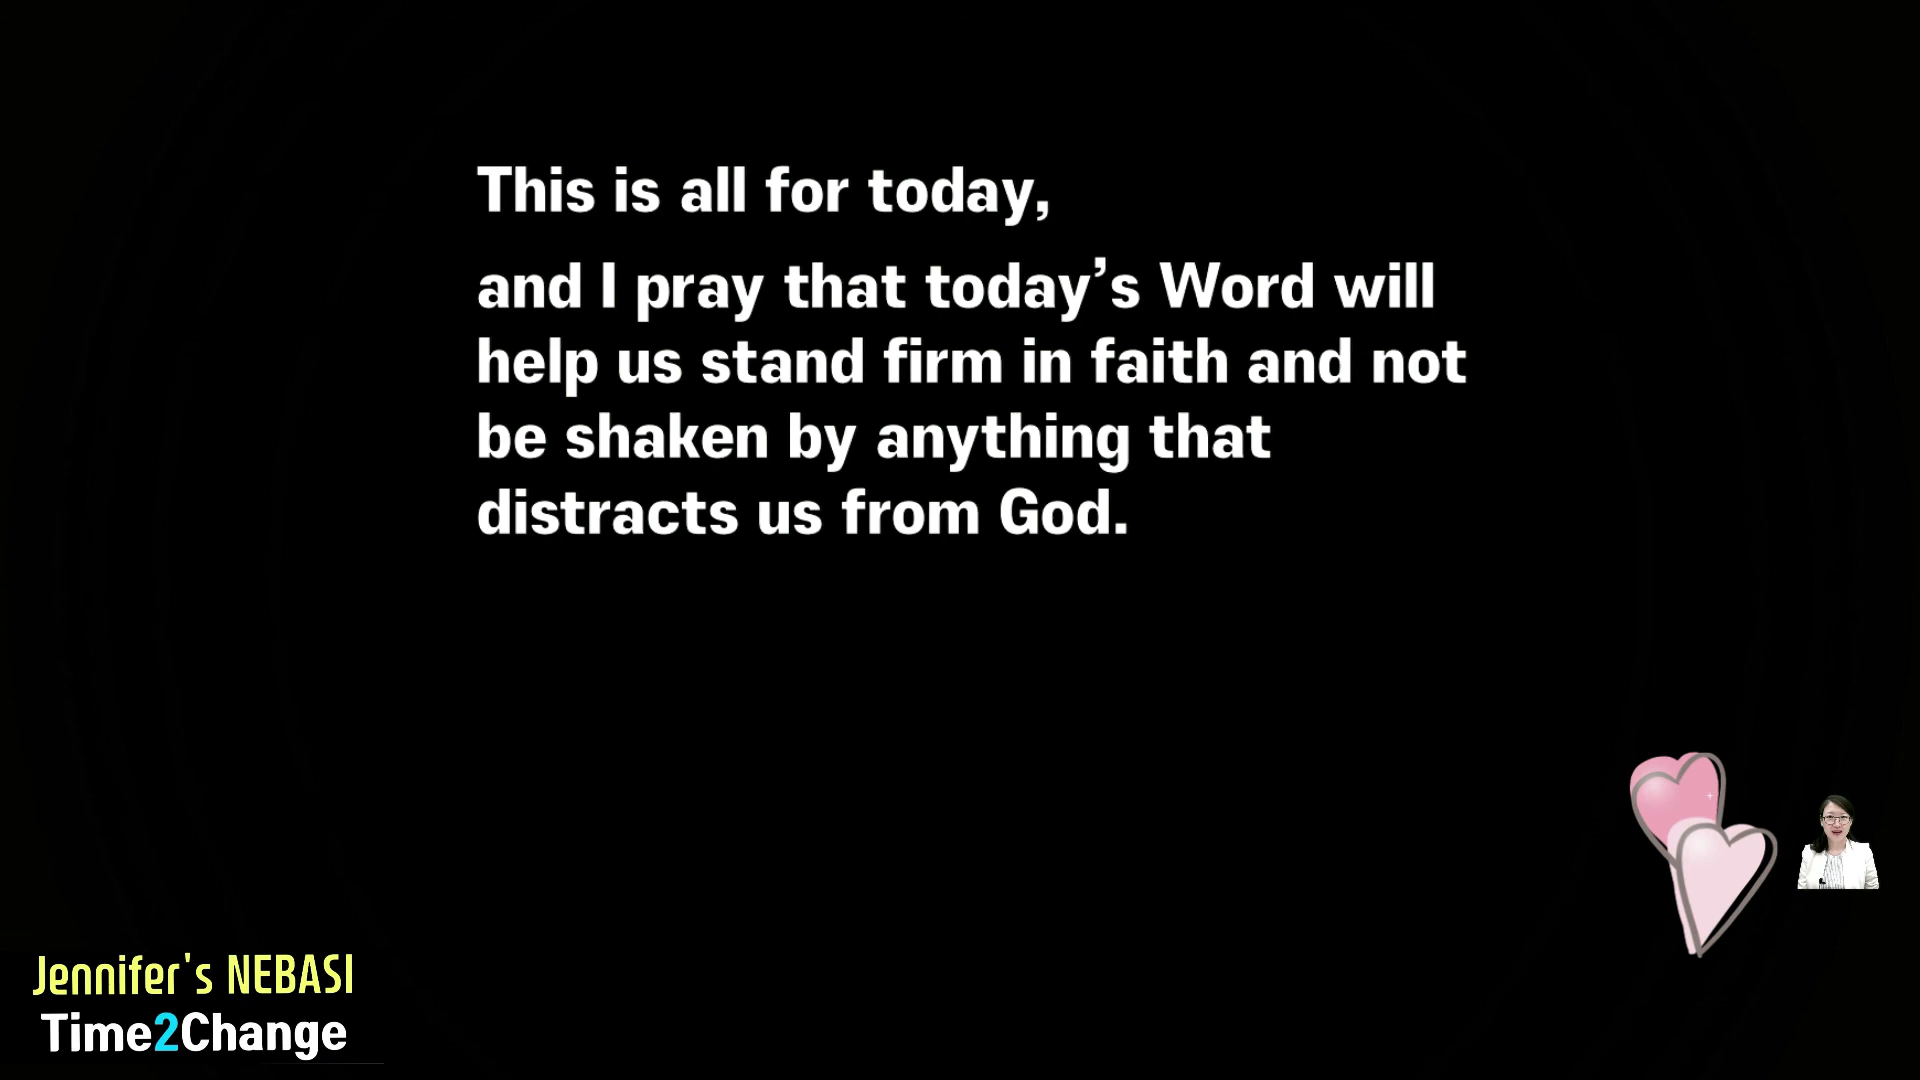 This is all for today,
and I pray that today’s Word will
help us stand firm in faith and not
be shaken by anything that
distracts us from God.
Jennifer's NEBASI
Time2Change